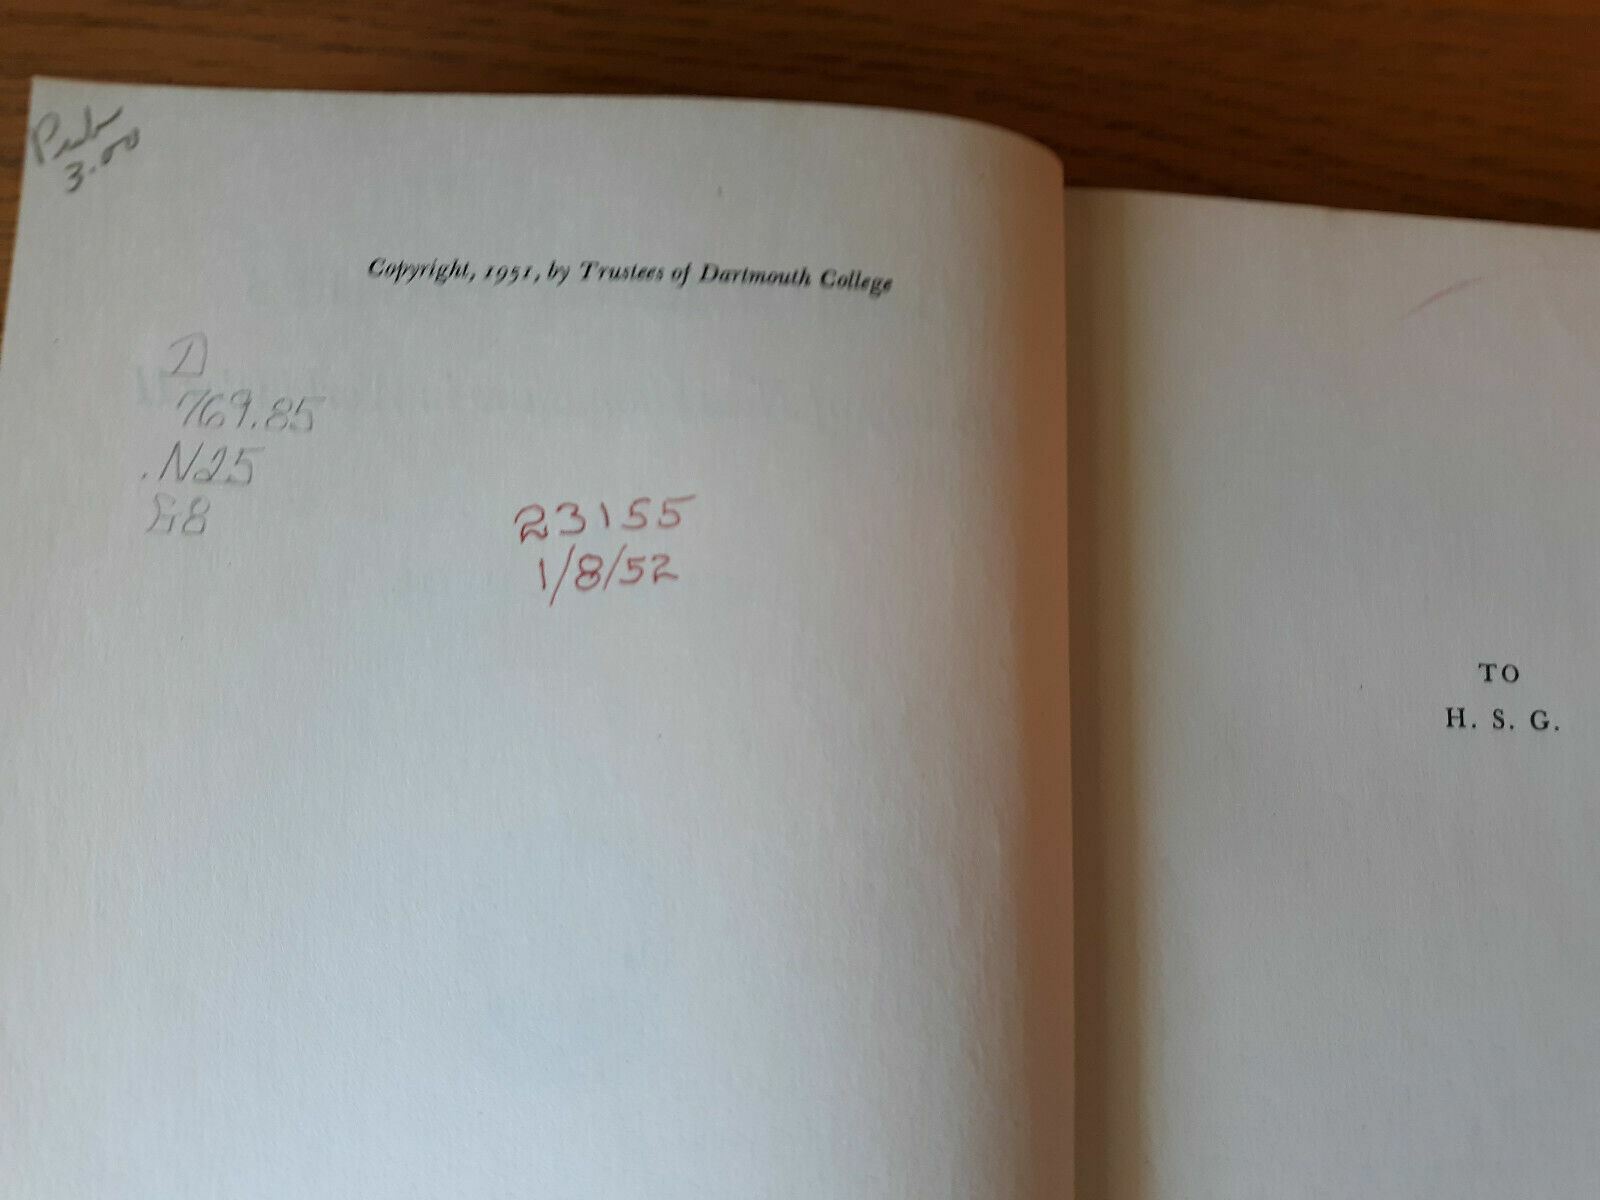 Pub
3.00
Copyright, 1951, by Trustees of Dartmouth College
D
769.85
.N25
G8
23155
1/8/52
TO
H. S. G.